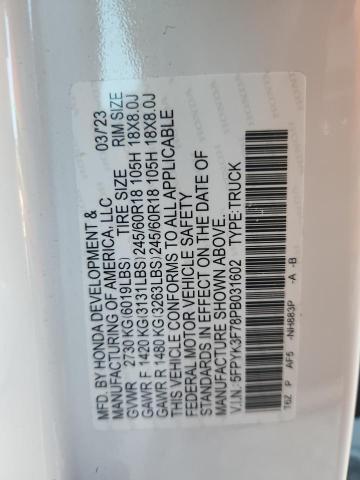 MFD. BY HONDA DEVELOPMENT & 03/'23
MANUFACTURING OF AMERICA, LLC
TIRE SIZE RIM SIZE
GVWR 2730 KG(6019LBS)
GAWR F 1420 KG(3131LBS)245/60R18 105H 18X8.0J
GAWR R 1480 KG(3263LBS)245/60R18 105H 18X8.0J
THIS VEHICLE CONFORMS TO ALL APPLICABLE
FEDERAL MOTOR VEHICLE SAFETY
STANDARDS IN EFFECT ON THE DATE OF
MANUFACTURE SHOWN ABOVE.
V.I.N.:5FPYK3F78PB031602 TYPE:TRUCK
T6Z P AF5 -NH883P -A -B